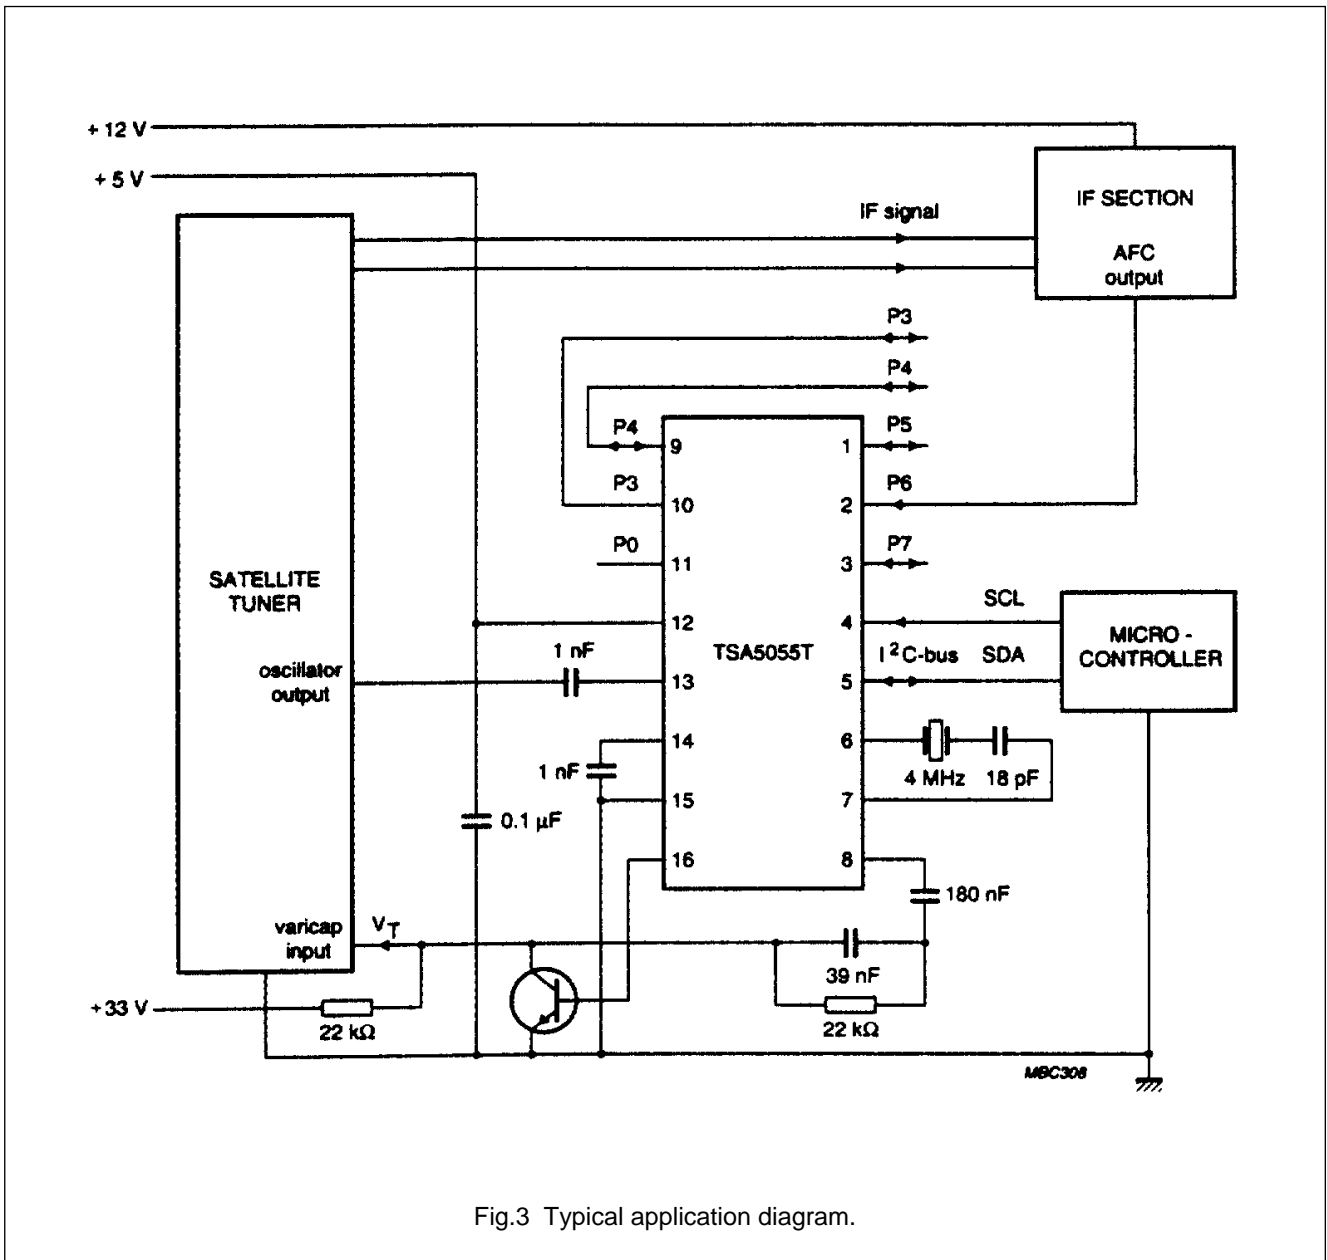 + 12 V
+ 5 V
IF SECTION
IF signal
AFC
output
P3
P4
P4
9
1
P5
P3
10
2
P6
P0
11
3
P7
SATELLITE
TUNER
12
TSA5055T
4
SCL
MICRO -
CONTROLLER
oscillator
output
1 nF
13
5
I²C-bus
SDA
14
6
1 nF
4 MHz
18 pF
15
7
0.1 µF
16
8
180 nF
varicap
input
VT
39 nF
+ 33 V
22 kΩ
22 kΩ
MBC308
Fig.3 Typical application diagram.